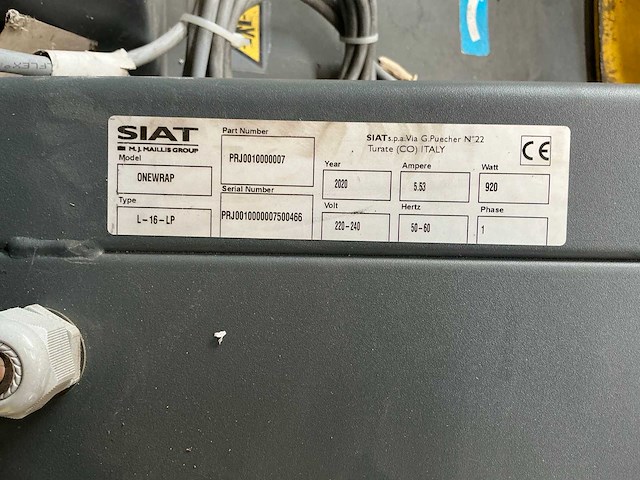 SIAT
M.J. MAILLIS GROUP
Part Number
PRJ0010000007
SIAT s.p.a. Via G.Puecher N°22
Turate (CO) ITALY
CE
Model
ONEWRAP
Serial Number
PRJ0010000007500466
Year
2020
Ampere
5.53
Watt
920
Type
L-16-LP
Volt
220-240
Hertz
50-60
Phase
1